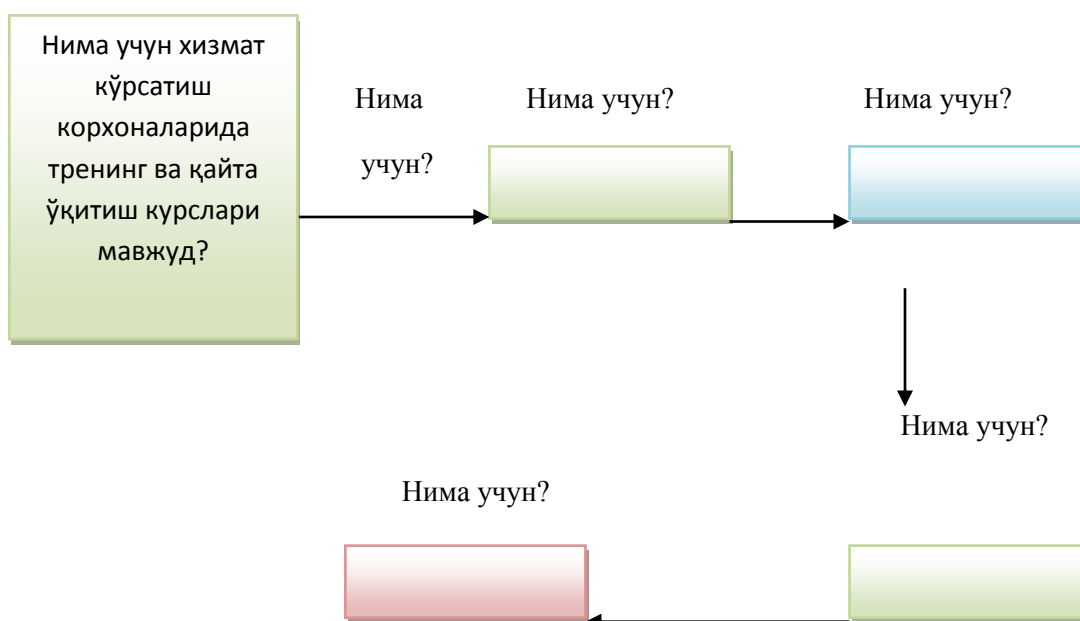 Нима учун хизмат
кўрсатиш
корхоналарида
тренинг ва қайта
ўқитиш курслари
мавжуд?
Нима
учун?
Нима учун?
Нима учун?
Нима учун?
Нима учун?